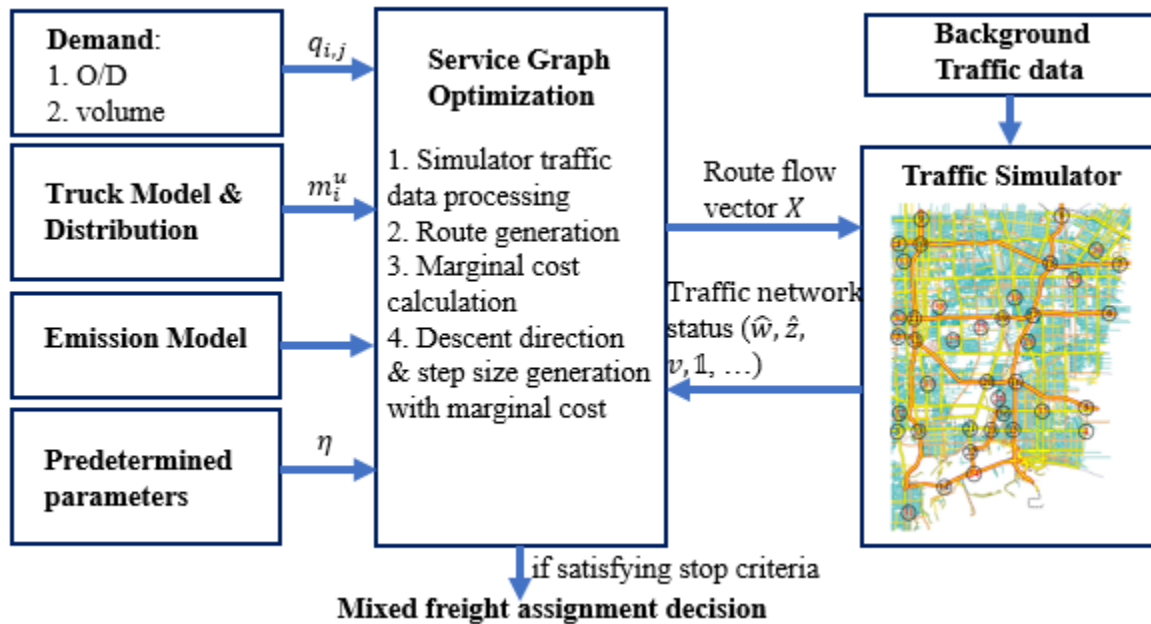 Demand:
1. O/D
2. volume
q_{i,j}
Truck Model &
Distribution
m_i^u
Emission Model
Predetermined
parameters
η
Service Graph
Optimization
1. Simulator traffic
data processing
2. Route generation
3. Marginal cost
calculation
4. Descent direction
& step size generation
with marginal cost
Route flow
vector X
Traffic network
status (ŵ, ẑ,
v, 𝟙, …)
Background
Traffic data
Traffic Simulator
if satisfying stop criteria
Mixed freight assignment decision